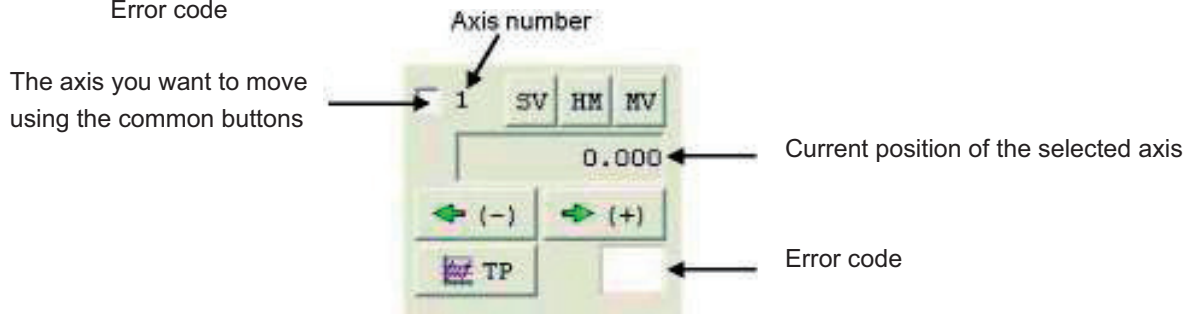 Error code
Axis number
The axis you want to move
using the common buttons
1 SV HM MV
0.000
Current position of the selected axis
(-) (+)
TP
Error code